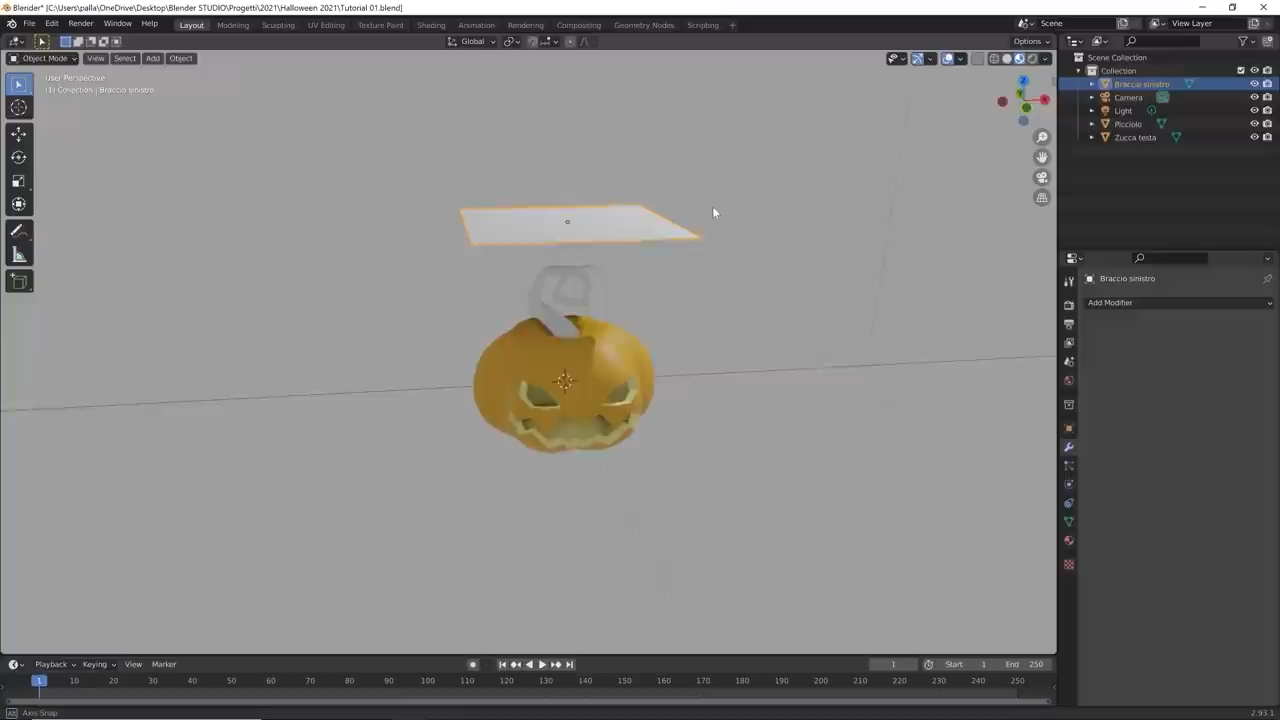 Blender* [C:\Users\palla\OneDrive\Desktop\Blender STUDIO\Progetti\2021\Halloween 2021\Tutorial 01.blend]
File Edit Render Window Help Layout Modeling Sculpting UV Editing Texture Paint Shading Animation Rendering Compositing Geometry Nodes Scripting + Scene View Layer
Global Options
Object Mode View Select Add Object
User Perspective
(1) Collection | Braccio sinistro
Scene Collection
Collection
Braccio sinistro
Camera
Light
Picciolo
Zucca testa
Z
Braccio sinistro
Add Modifier
Playback Keying View Marker 1 Start 1 End 250
1 10 20 30 40 50 60 70 80 90 100 110 120 130 140 150 160 170 180 190 200 210 220 230 240 250
Alt Axis Snap 2.93.1